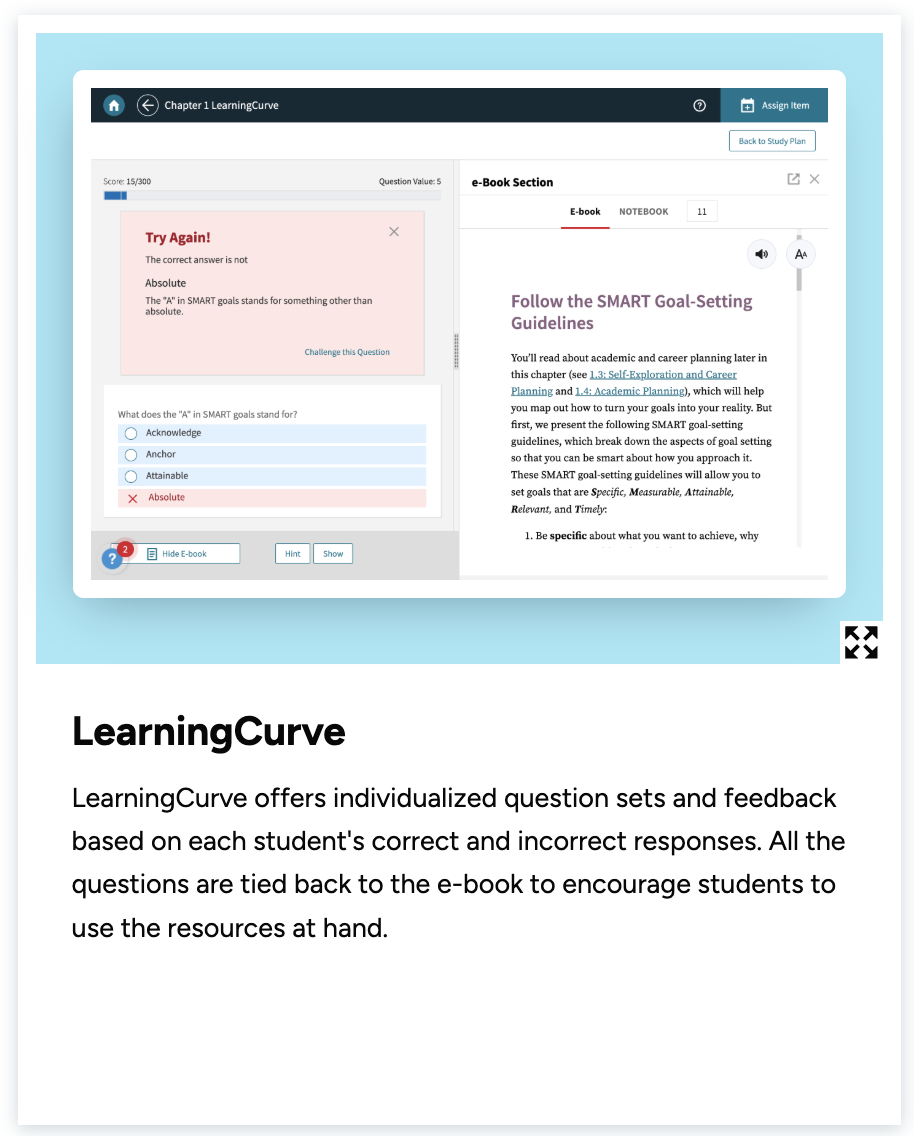 Chapter 1 LearningCurve
Assign Item
Back to Study Plan
Score: 15/300
Question Value: 5
Try Again!
The correct answer is not
Absolute
The "A" in SMART goals stands for something other than
absolute.
Challenge this Question
What does the "A" in SMART goals stand for?
Acknowledge
Anchor
Attainable
Absolute
2
?
Hide E-book
Hint
Show
e-Book Section
E-book
NOTEBOOK
11
AA
Follow the SMART Goal-Setting
Guidelines
You'll read about academic and career planning later in
this chapter (see 1.3: Self-Exploration and Career
Planning and 1.4: Academic Planning), which will help
you map out how to turn your goals into your reality. But
first, we present the following SMART goal-setting
guidelines, which break down the aspects of goal setting
so that you can be smart about how you approach it.
These SMART goal-setting guidelines will allow you to
set goals that are Specific, Measurable, Attainable,
Relevant, and Timely:
1. Be specific about what you want to achieve, why
LearningCurve
LearningCurve offers individualized question sets and feedback
based on each student's correct and incorrect responses. All the
questions are tied back to the e-book to encourage students to
use the resources at hand.